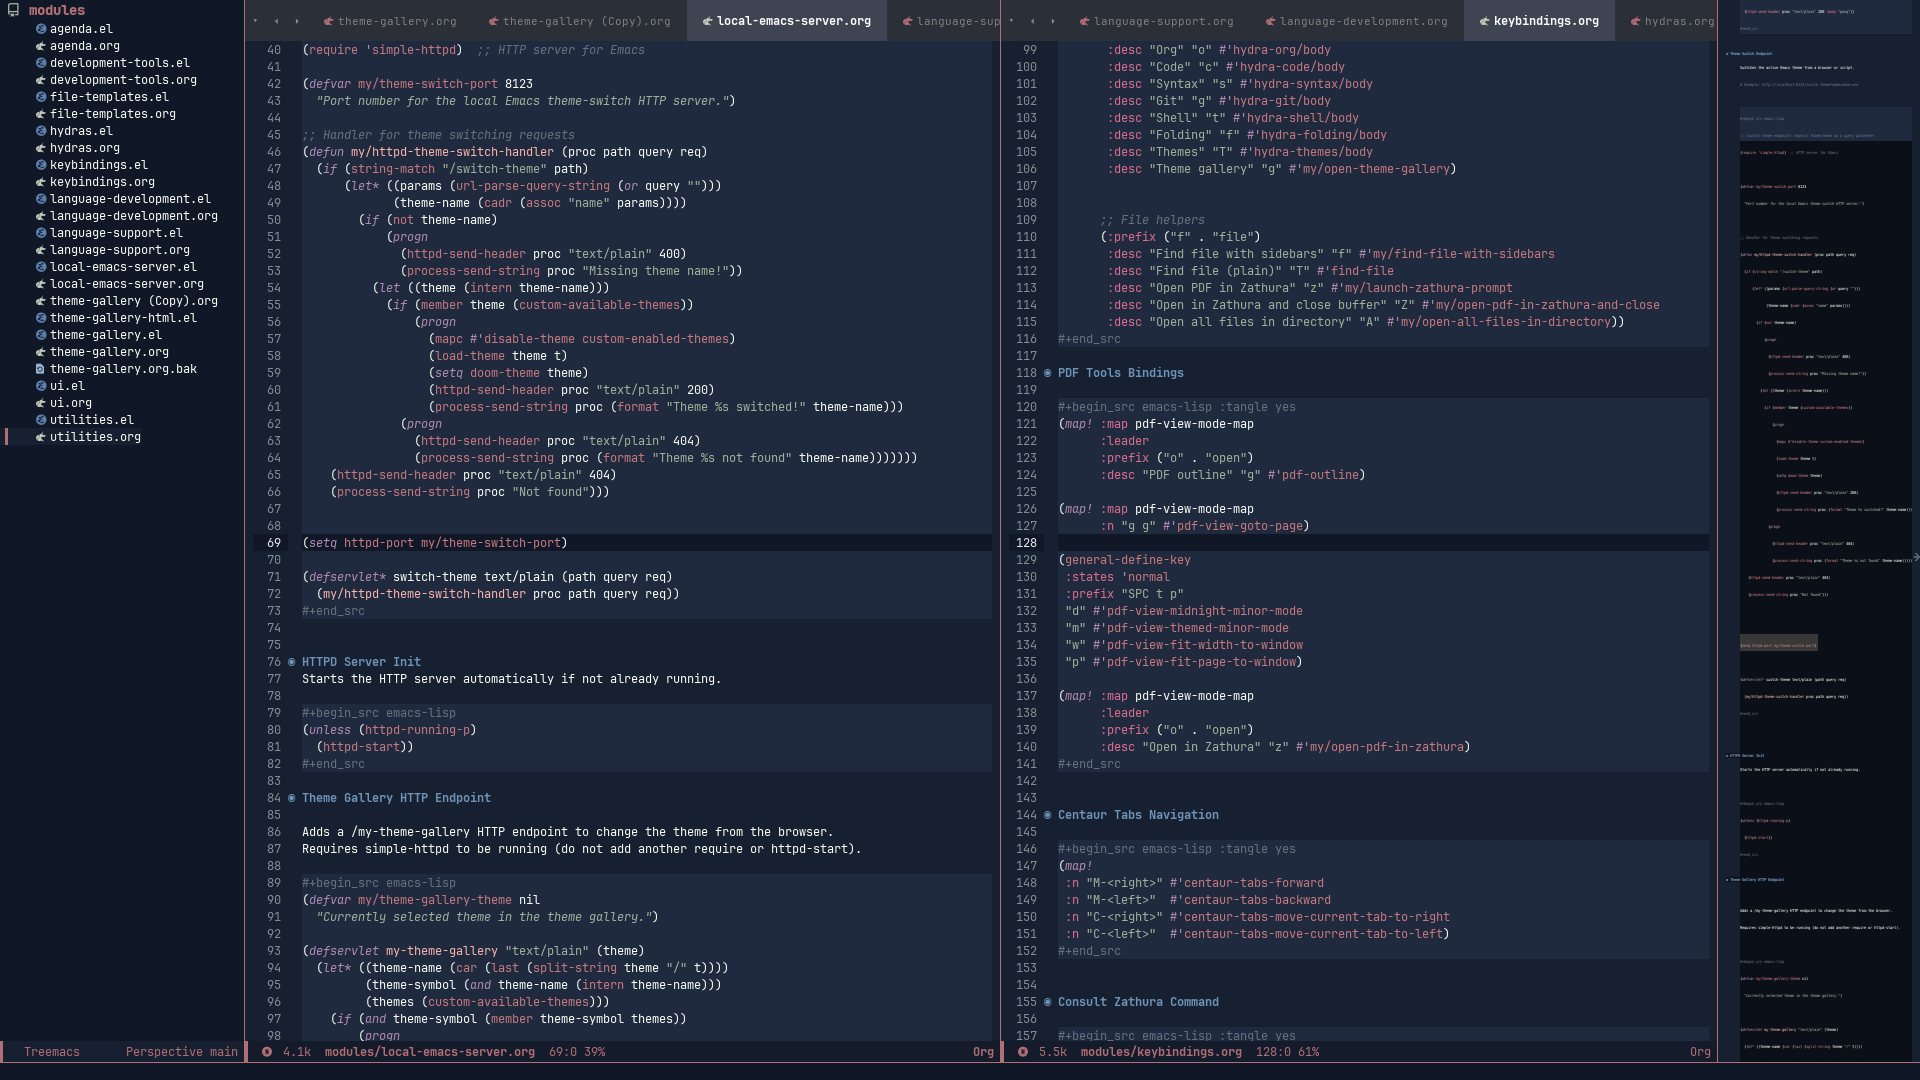 modules
agenda.el
agenda.org
development-tools.el
development-tools.org
file-templates.el
file-templates.org
hydras.el
hydras.org
keybindings.el
keybindings.org
language-development.el
language-development.org
language-support.el
language-support.org
local-emacs-server.el
local-emacs-server.org
theme-gallery (Copy).org
theme-gallery-html.el
theme-gallery.el
theme-gallery.org
theme-gallery.org.bak
ui.el
ui.org
utilities.el
utilities.org
Treemacs Perspective main
theme-gallery.org theme-gallery (Copy).org local-emacs-server.org language-sup
40 (require 'simple-httpd)  ;; HTTP server for Emacs
41
42 (defvar my/theme-switch-port 8123
43   "Port number for the local Emacs theme-switch HTTP server.")
44
45 ;; Handler for theme switching requests
46 (defun my/httpd-theme-switch-handler (proc path query req)
47   (if (string-match "/switch-theme" path)
48       (let* ((params (url-parse-query-string (or query "")))
49              (theme-name (cadr (assoc "name" params))))
50         (if (not theme-name)
51             (progn
52               (httpd-send-header proc "text/plain" 400)
53               (process-send-string proc "Missing theme name!"))
54           (let ((theme (intern theme-name)))
55             (if (member theme (custom-available-themes))
56                 (progn
57                   (mapc #'disable-theme custom-enabled-themes)
58                   (load-theme theme t)
59                   (setq doom-theme theme)
60                   (httpd-send-header proc "text/plain" 200)
61                   (process-send-string proc (format "Theme %s switched!" theme-name)))
62               (progn
63                 (httpd-send-header proc "text/plain" 404)
64                 (process-send-string proc (format "Theme %s not found" theme-name)))))))
65     (httpd-send-header proc "text/plain" 404)
66     (process-send-string proc "Not found")))
67
68
69 (setq httpd-port my/theme-switch-port)
70
71 (defservlet* switch-theme text/plain (path query req)
72   (my/httpd-theme-switch-handler proc path query req))
73 #+end_src
74
75
76 ◉ HTTPD Server Init
77 Starts the HTTP server automatically if not already running.
78
79 #+begin_src emacs-lisp
80 (unless (httpd-running-p)
81   (httpd-start))
82 #+end_src
83
84 ◉ Theme Gallery HTTP Endpoint
85
86 Adds a /my-theme-gallery HTTP endpoint to change the theme from the browser.
87 Requires simple-httpd to be running (do not add another require or httpd-start).
88
89 #+begin_src emacs-lisp
90 (defvar my/theme-gallery-theme nil
91   "Currently selected theme in the theme gallery.")
92
93 (defservlet my-theme-gallery "text/plain" (theme)
94   (let* ((theme-name (car (last (split-string theme "/" t))))
95          (theme-symbol (and theme-name (intern theme-name)))
96          (themes (custom-available-themes)))
97     (if (and theme-symbol (member theme-symbol themes))
98         (progn
4.1k modules/local-emacs-server.org 69:0 39% Org
language-support.org language-development.org keybindings.org hydras.org
99        :desc "Org" "o" #'hydra-org/body
100       :desc "Code" "c" #'hydra-code/body
101       :desc "Syntax" "s" #'hydra-syntax/body
102       :desc "Git" "g" #'hydra-git/body
103       :desc "Shell" "t" #'hydra-shell/body
104       :desc "Folding" "f" #'hydra-folding/body
105       :desc "Themes" "T" #'hydra-themes/body
106       :desc "Theme gallery" "g" #'my/open-theme-gallery)
107
108
109      ;; File helpers
110      (:prefix ("f" . "file")
111       :desc "Find file with sidebars" "f" #'my/find-file-with-sidebars
112       :desc "Find file (plain)" "T" #'find-file
113       :desc "Open PDF in Zathura" "z" #'my/launch-zathura-prompt
114       :desc "Open in Zathura and close buffer" "Z" #'my/open-pdf-in-zathura-and-close
115       :desc "Open all files in directory" "A" #'my/open-all-files-in-directory))
116 #+end_src
117
118 ◉ PDF Tools Bindings
119
120 #+begin_src emacs-lisp :tangle yes
121 (map! :map pdf-view-mode-map
122       :leader
123       :prefix ("o" . "open")
124       :desc "PDF outline" "g" #'pdf-outline)
125
126 (map! :map pdf-view-mode-map
127       :n "g g" #'pdf-view-goto-page)
128
129 (general-define-key
130  :states 'normal
131  :prefix "SPC t p"
132  "d" #'pdf-view-midnight-minor-mode
133  "m" #'pdf-view-themed-minor-mode
134  "w" #'pdf-view-fit-width-to-window
135  "p" #'pdf-view-fit-page-to-window)
136
137 (map! :map pdf-view-mode-map
138       :leader
139       :prefix ("o" . "open")
140       :desc "Open in Zathura" "z" #'my/open-pdf-in-zathura)
141 #+end_src
142
143
144 ◉ Centaur Tabs Navigation
145
146 #+begin_src emacs-lisp :tangle yes
147 (map!
148  :n "M-<right>" #'centaur-tabs-forward
149  :n "M-<left>"  #'centaur-tabs-backward
150  :n "C-<right>" #'centaur-tabs-move-current-tab-to-right
151  :n "C-<left>"  #'centaur-tabs-move-current-tab-to-left)
152 #+end_src
153
154
155 ◉ Consult Zathura Command
156
157 #+begin_src emacs-lisp :tangle yes
5.5k modules/keybindings.org 128:0 61% Org